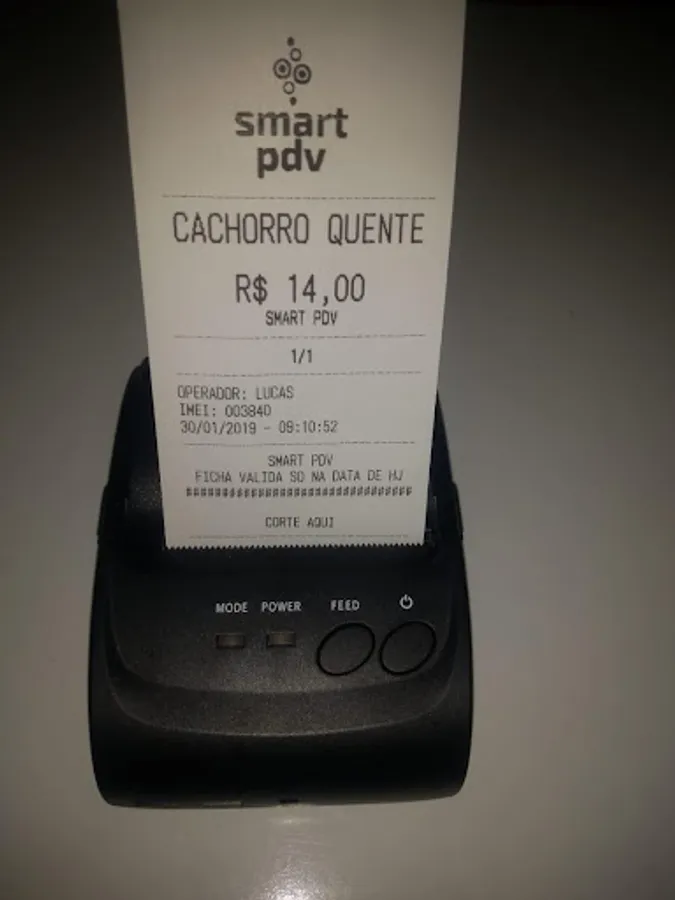 smart
pdv
CACHORRO QUENTE
R$ 14,00
SMART PDV
1/1
OPERADOR: LUCAS
IMEI: 003840
30/01/2019 - 09:10:52
SMART PDV
FICHA VALIDA SO NA DATA DE HJ
CORTE AQUI
MODE POWER FEED